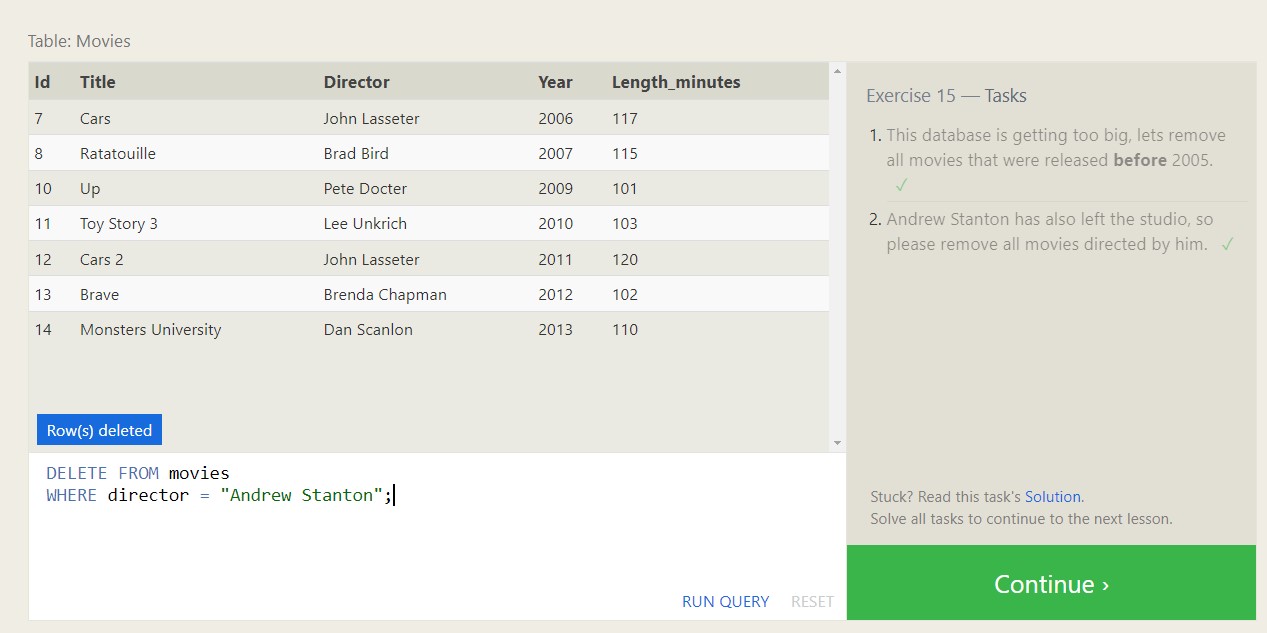 Table: Movies
Id Title Director Year Length_minutes
7 Cars John Lasseter 2006 117
8 Ratatouille Brad Bird 2007 115
10 Up Pete Docter 2009 101
11 Toy Story 3 Lee Unkrich 2010 103
12 Cars 2 John Lasseter 2011 120
13 Brave Brenda Chapman 2012 102
14 Monsters University Dan Scanlon 2013 110
Row(s) deleted
DELETE FROM movies
WHERE director = "Andrew Stanton";
RUN QUERY RESET
Exercise 15 — Tasks
1. This database is getting too big, lets remove
all movies that were released before 2005.
✓
2. Andrew Stanton has also left the studio, so
please remove all movies directed by him. ✓
Stuck? Read this task's Solution.
Solve all tasks to continue to the next lesson.
Continue ›